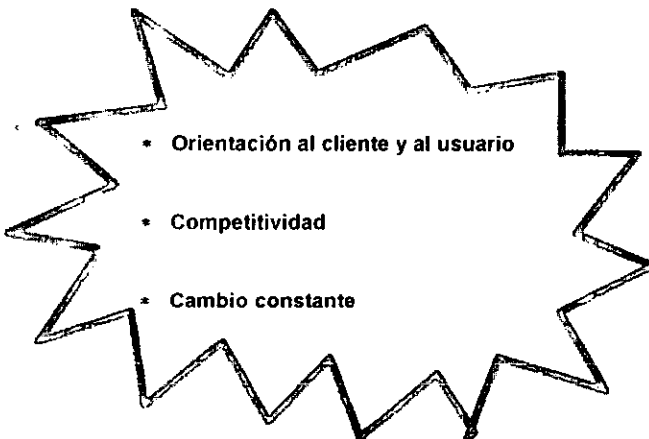 * Orientación al cliente y al usuario
* Competitividad
* Cambio constante